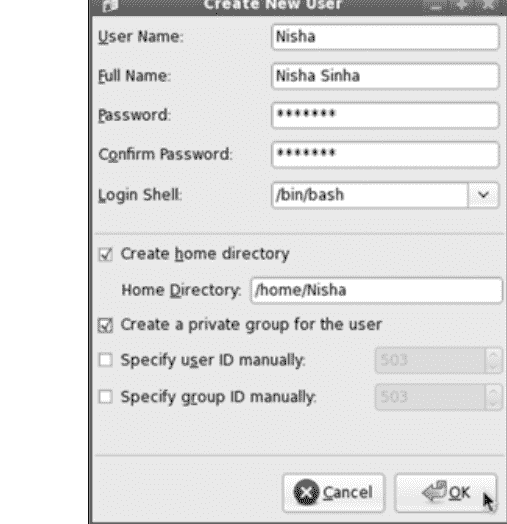 Create New User
User Name: Nisha
Full Name: Nisha Sinha
Password: *******
Confirm Password: *******
Login Shell: /bin/bash
Create home directory
Home Directory: /home/Nisha
Create a private group for the user
Specify user ID manually: 503
Specify group ID manually: 503
Cancel OK